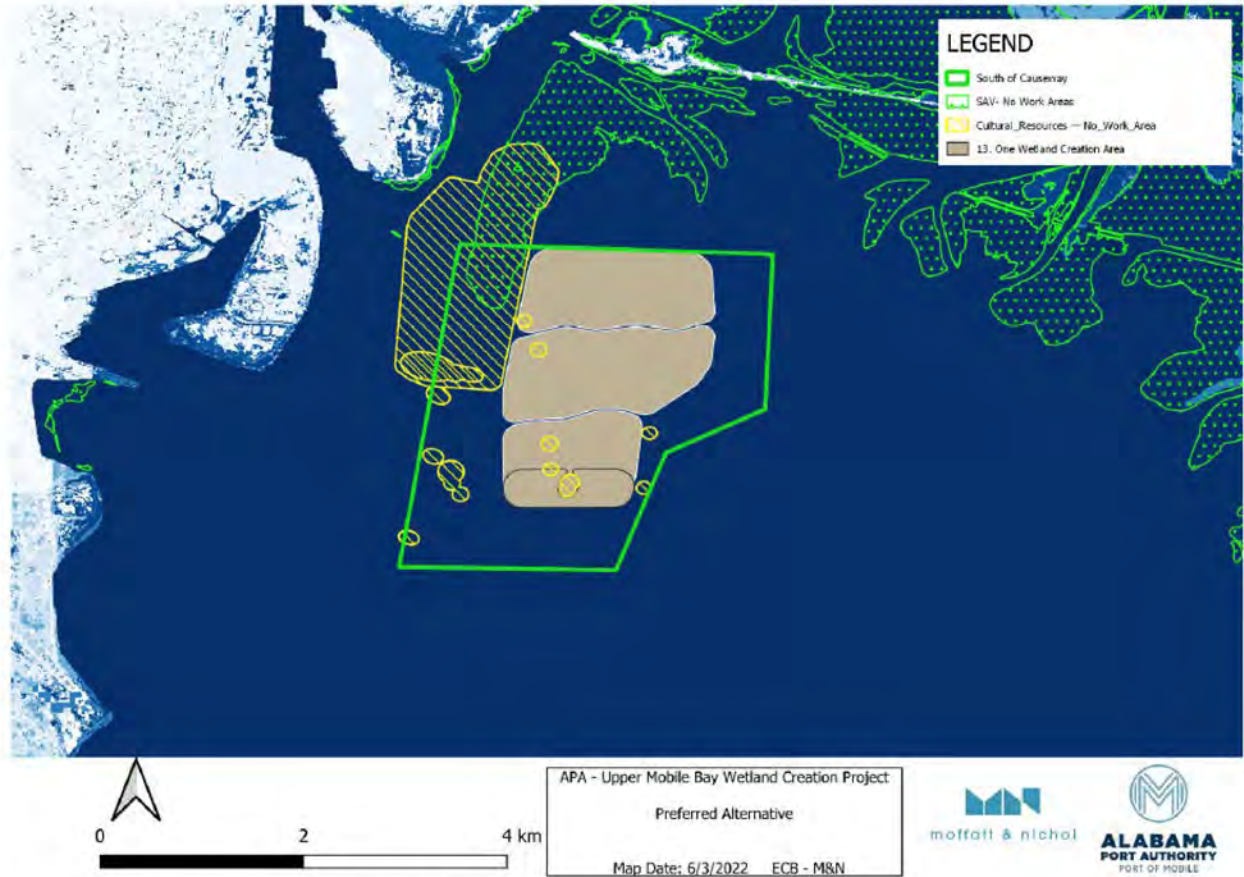 LEGEND
South of Causeway
SAV- No Work Areas
Cultural_Resources — No_Work_Area
13. One Wetland Creation Area
0 2 4 km
APA - Upper Mobile Bay Wetland Creation Project
Preferred Alternative
Map Date: 6/3/2022 ECB - M&N
moffatt & nichol
ALABAMA
PORT AUTHORITY
PORT OF MOBILE